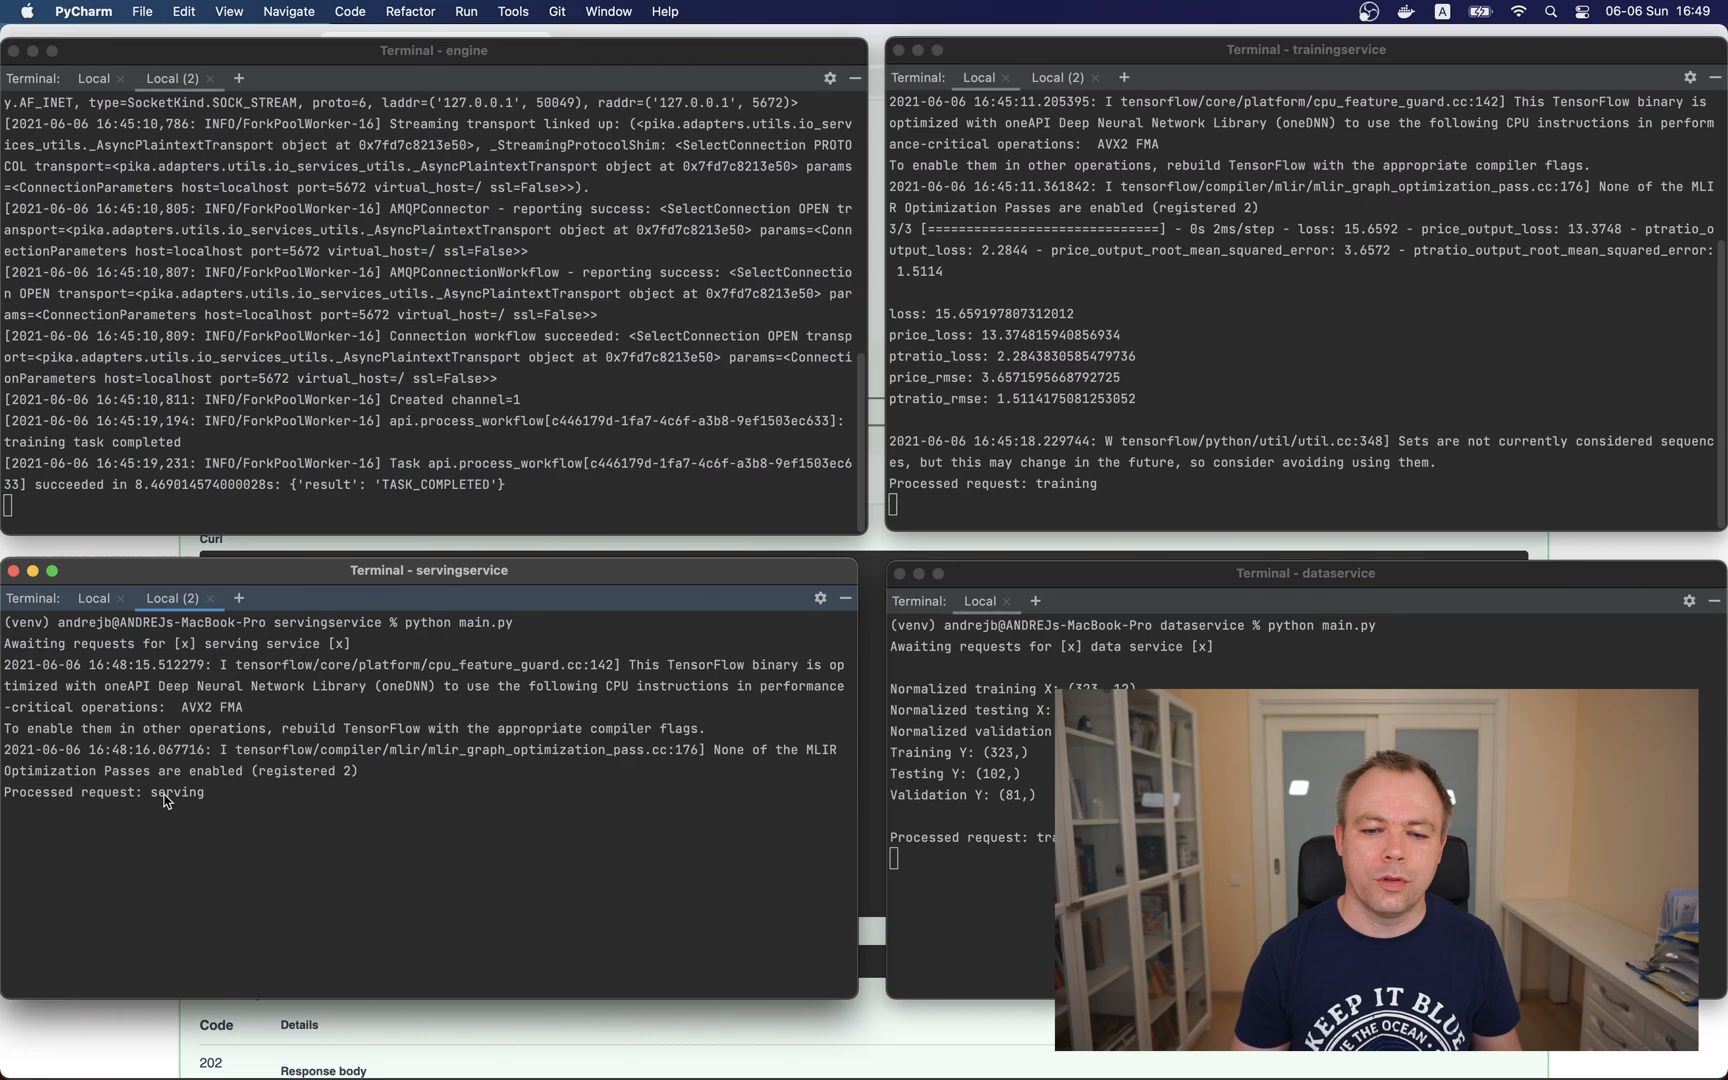 PyCharm File Edit View Navigate Code Refactor Run Tools Git Window Help A 06-06 Sun 16:49
Terminal - engine
Terminal: Local × Local (2) × +
y.AF_INET, type=SocketKind.SOCK_STREAM, proto=6, laddr=('127.0.0.1', 50049), raddr=('127.0.0.1', 5672)>
[2021-06-06 16:45:10,786: INFO/ForkPoolWorker-16] Streaming transport linked up: (<pika.adapters.utils.io_serv
ices_utils._AsyncPlaintextTransport object at 0x7fd7c8213e50>, _StreamingProtocolShim: <SelectConnection PROTO
COL transport=<pika.adapters.utils.io_services_utils._AsyncPlaintextTransport object at 0x7fd7c8213e50> params
=<ConnectionParameters host=localhost port=5672 virtual_host=/ ssl=False>>).
[2021-06-06 16:45:10,805: INFO/ForkPoolWorker-16] AMQPConnector - reporting success: <SelectConnection OPEN tr
ansport=<pika.adapters.utils.io_services_utils._AsyncPlaintextTransport object at 0x7fd7c8213e50> params=<Conn
ectionParameters host=localhost port=5672 virtual_host=/ ssl=False>>
[2021-06-06 16:45:10,807: INFO/ForkPoolWorker-16] AMQPConnectionWorkflow - reporting success: <SelectConnectio
n OPEN transport=<pika.adapters.utils.io_services_utils._AsyncPlaintextTransport object at 0x7fd7c8213e50> par
ams=<ConnectionParameters host=localhost port=5672 virtual_host=/ ssl=False>>
[2021-06-06 16:45:10,809: INFO/ForkPoolWorker-16] Connection workflow succeeded: <SelectConnection OPEN transp
ort=<pika.adapters.utils.io_services_utils._AsyncPlaintextTransport object at 0x7fd7c8213e50> params=<Connecti
onParameters host=localhost port=5672 virtual_host=/ ssl=False>>
[2021-06-06 16:45:10,811: INFO/ForkPoolWorker-16] Created channel=1
[2021-06-06 16:45:19,194: INFO/ForkPoolWorker-16] api.process_workflow[c446179d-1fa7-4c6f-a3b8-9ef1503ec633]:
training task completed
[2021-06-06 16:45:19,231: INFO/ForkPoolWorker-16] Task api.process_workflow[c446179d-1fa7-4c6f-a3b8-9ef1503ec6
33] succeeded in 8.469014574000028s: {'result': 'TASK_COMPLETED'}
Terminal - trainingservice
Terminal: Local × Local (2) × +
2021-06-06 16:45:11.205395: I tensorflow/core/platform/cpu_feature_guard.cc:142] This TensorFlow binary is
optimized with oneAPI Deep Neural Network Library (oneDNN) to use the following CPU instructions in perform
ance-critical operations:  AVX2 FMA
To enable them in other operations, rebuild TensorFlow with the appropriate compiler flags.
2021-06-06 16:45:11.361842: I tensorflow/compiler/mlir/mlir_graph_optimization_pass.cc:176] None of the MLI
R Optimization Passes are enabled (registered 2)
3/3 [==============================] - 0s 2ms/step - loss: 15.6592 - price_output_loss: 13.3748 - ptratio_o
utput_loss: 2.2844 - price_output_root_mean_squared_error: 3.6572 - ptratio_output_root_mean_squared_error:
1.5114
loss: 15.659197807312012
price_loss: 13.374815940856934
ptratio_loss: 2.2843830585479736
price_rmse: 3.6571595668792725
ptratio_rmse: 1.5114175081253052
2021-06-06 16:45:18.229744: W tensorflow/python/util/util.cc:348] Sets are not currently considered sequenc
es, but this may change in the future, so consider avoiding using them.
Processed request: training
Curl
Terminal - servingservice
Terminal: Local × Local (2) × +
(venv) andrejb@ANDREJs-MacBook-Pro servingservice % python main.py
Awaiting requests for [x] serving service [x]
2021-06-06 16:48:15.512279: I tensorflow/core/platform/cpu_feature_guard.cc:142] This TensorFlow binary is op
timized with oneAPI Deep Neural Network Library (oneDNN) to use the following CPU instructions in performance
-critical operations:  AVX2 FMA
To enable them in other operations, rebuild TensorFlow with the appropriate compiler flags.
2021-06-06 16:48:16.067716: I tensorflow/compiler/mlir/mlir_graph_optimization_pass.cc:176] None of the MLIR
Optimization Passes are enabled (registered 2)
Processed request: serving
Terminal - dataservice
Terminal: Local × +
(venv) andrejb@ANDREJs-MacBook-Pro dataservice % python main.py
Awaiting requests for [x] data service [x]
Normalized training X: (323, 12)
Normalized testing X:
Normalized validation
Training Y: (323,)
Testing Y: (102,)
Validation Y: (81,)
Processed request: tra
KEEP IT BLUE
THE OCEAN
Code Details
202
Response body